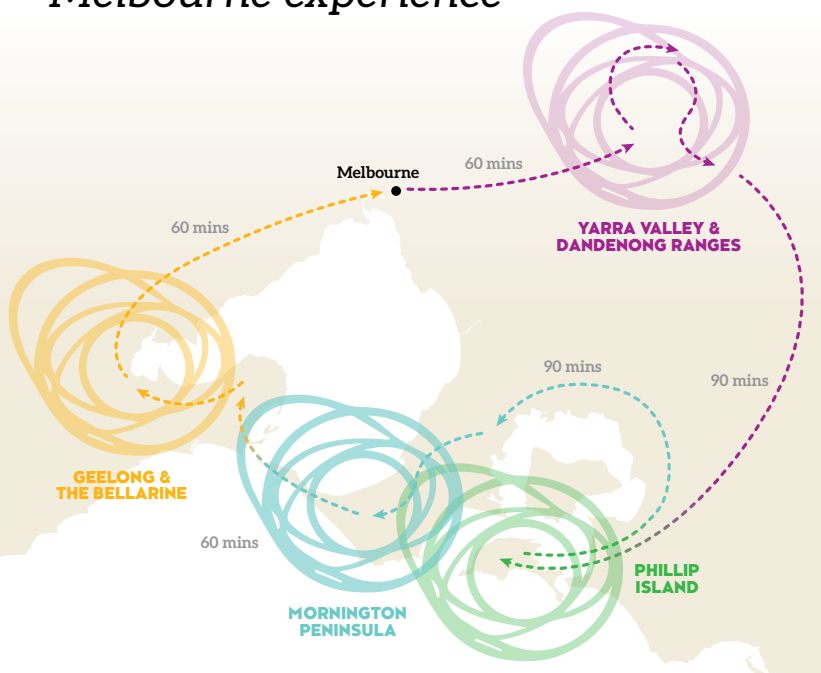 Melbourne experience
60 mins
Melbourne
60 mins
YARRA VALLEY &
DANDENONG RANGES
90 mins
90 mins
GEELONG &
THE BELLARINE
60 mins
PHILLIP
ISLAND
MORNINGTON
PENINSULA